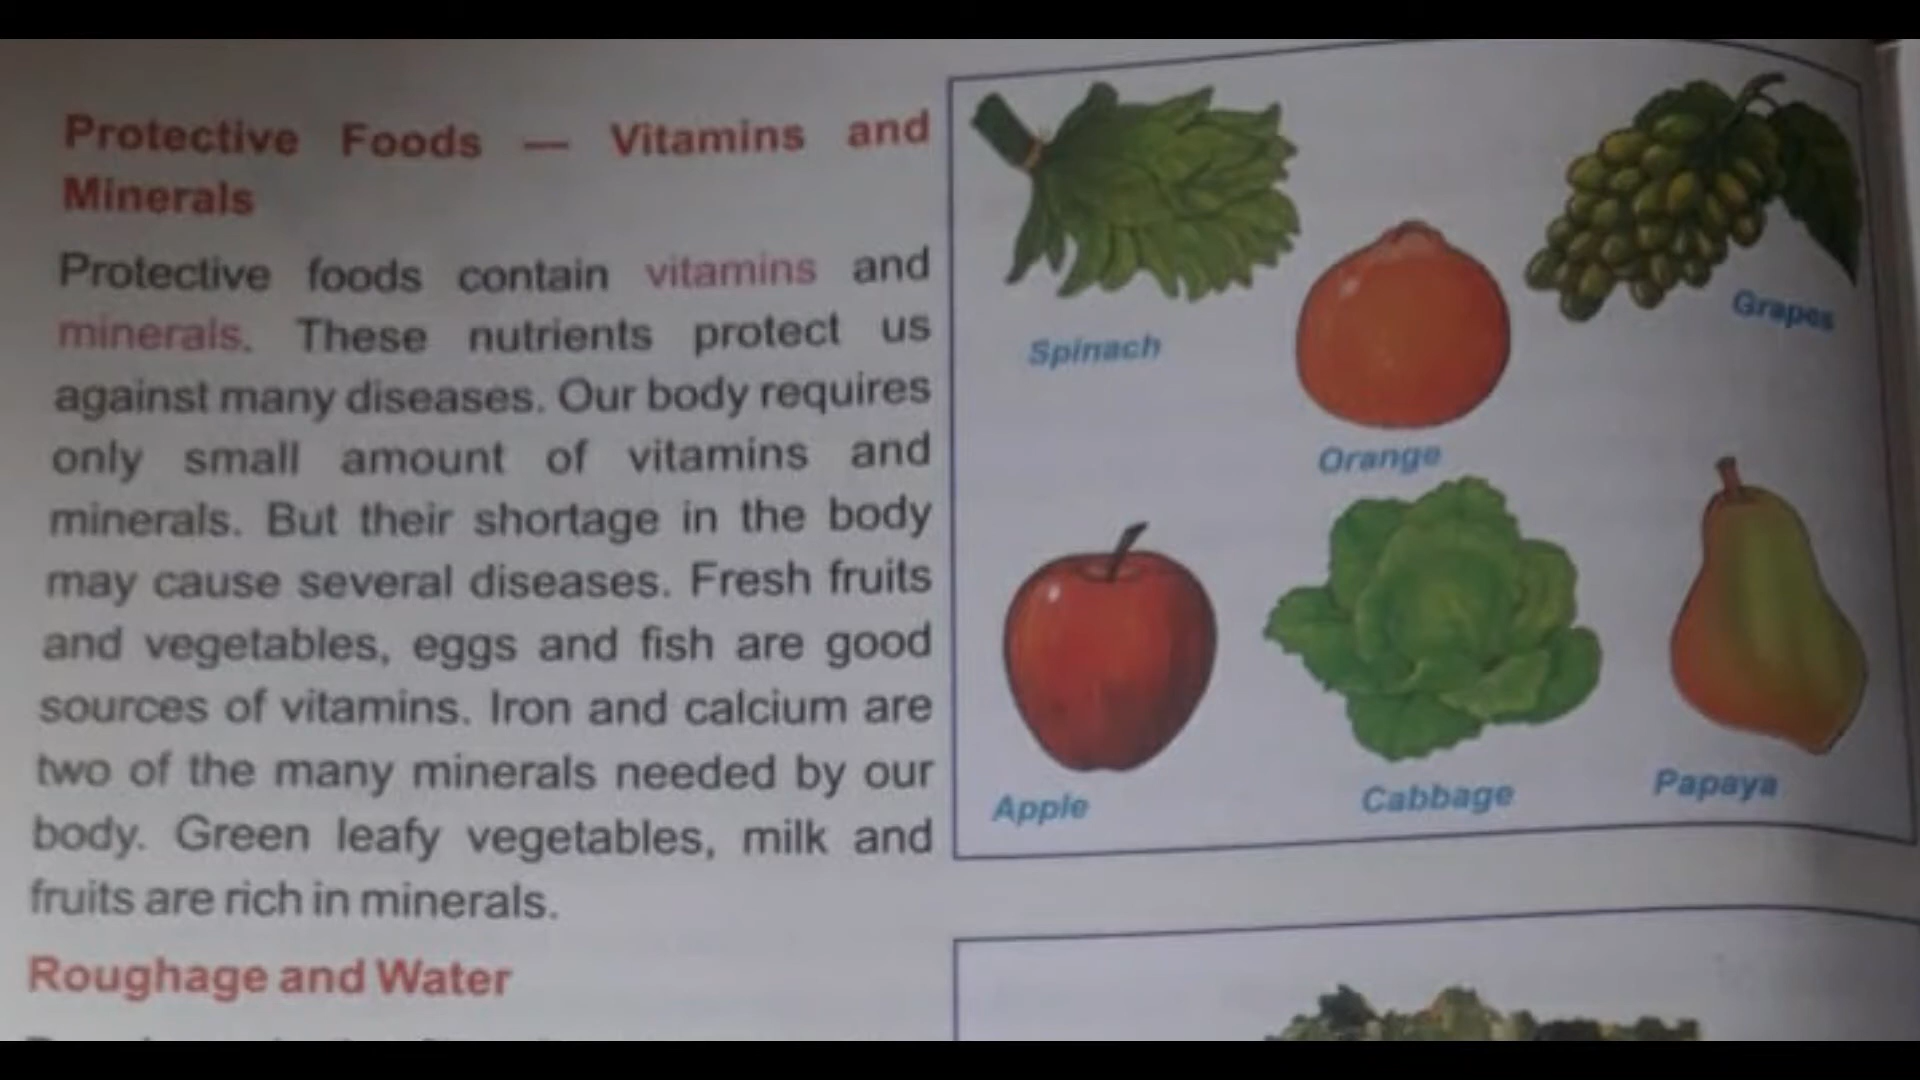 Protective Foods — Vitamins and
Minerals
Protective foods contain vitamins and
minerals. These nutrients protect us
against many diseases. Our body requires
only small amount of vitamins and
minerals. But their shortage in the body
may cause several diseases. Fresh fruits
and vegetables, eggs and fish are good
sources of vitamins. Iron and calcium are
two of the many minerals needed by our
body. Green leafy vegetables, milk and
fruits are rich in minerals.
Roughage and Water
Spinach
Grapes
Orange
Apple
Cabbage
Papaya